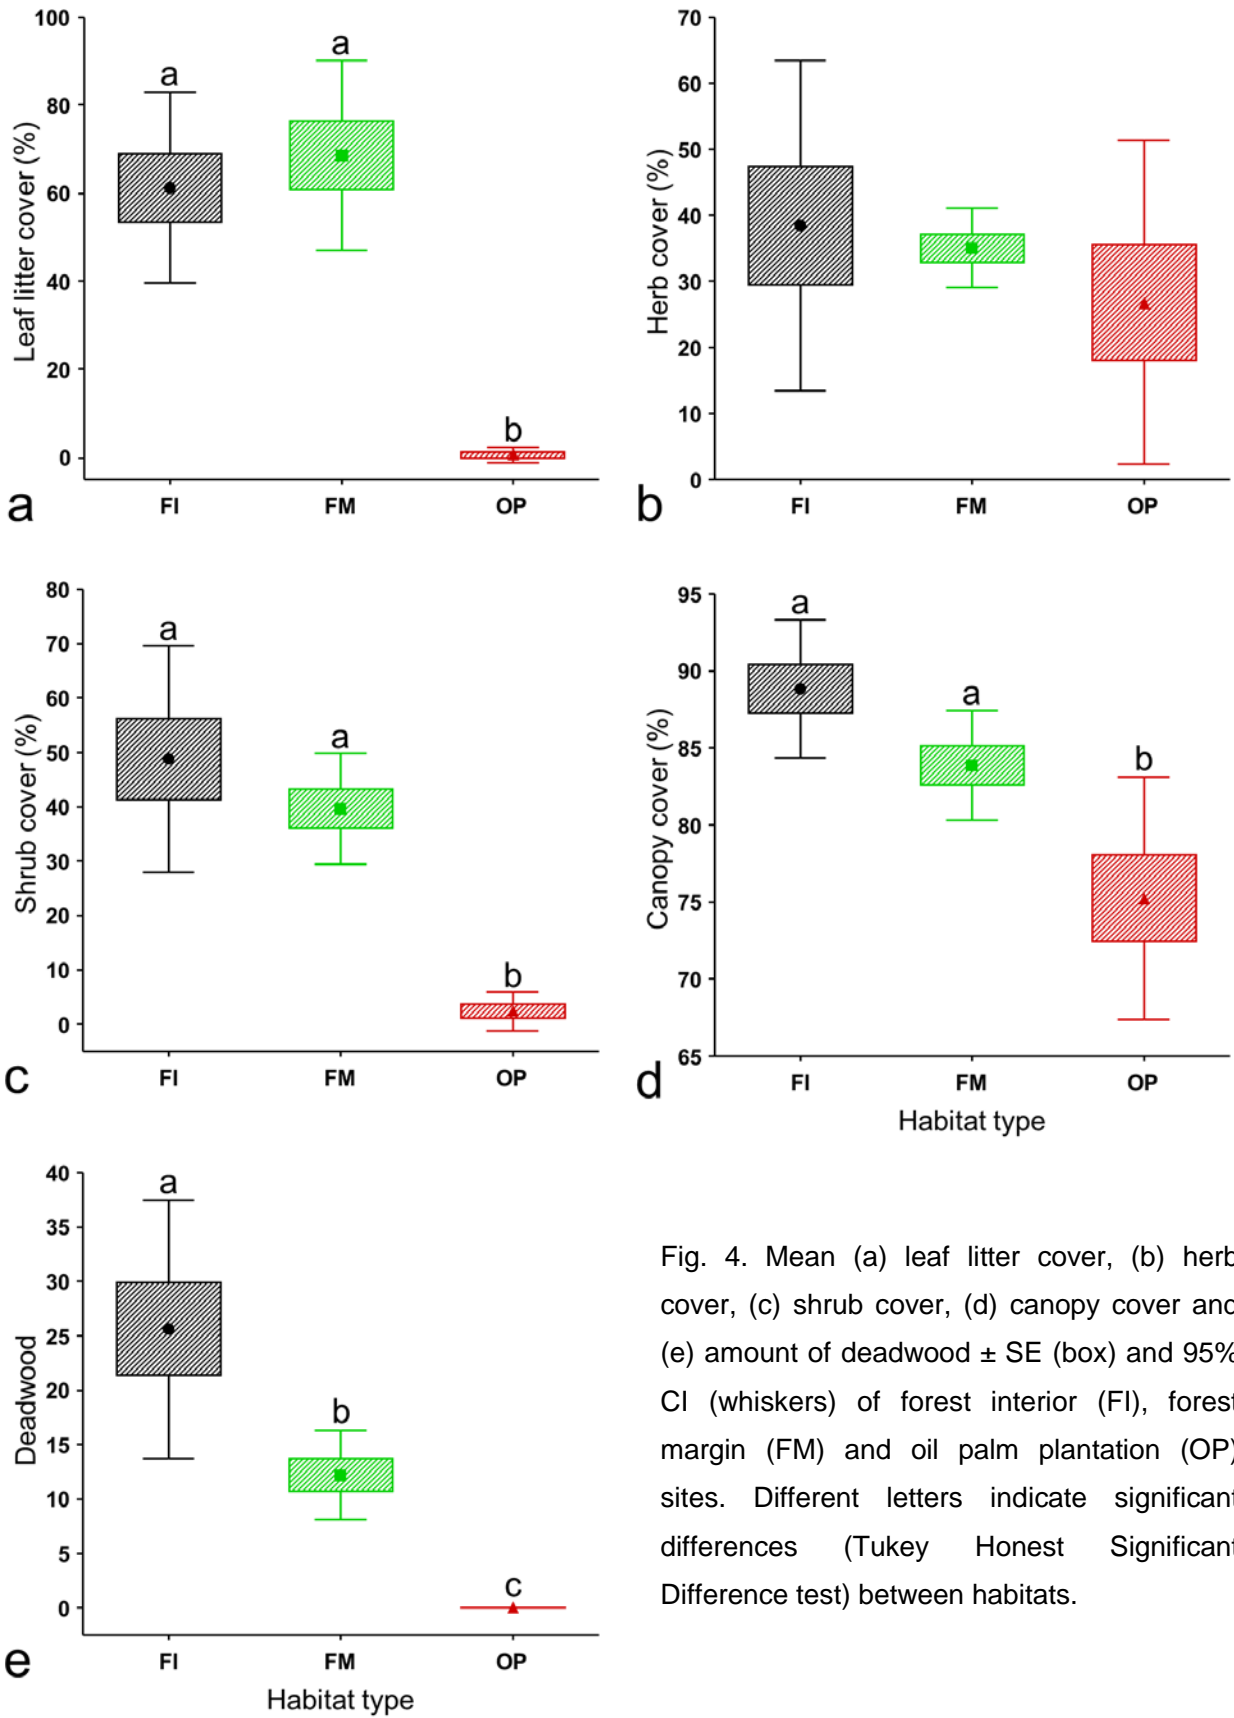 100
80
60
40
20
0
Leaf litter cover (%)
a
a
b
FI FM OP
a
70
60
50
40
30
20
10
0
Herb cover (%)
FI FM OP
b
80
70
60
50
40
30
20
10
0
Shrub cover (%)
a
a
b
FI FM OP
c
95
90
85
80
75
70
65
Canopy cover (%)
a
a
b
FI FM OP
d
Habitat type
40
35
30
25
20
15
10
5
0
Deadwood
a
b
c
FI FM OP
e
Habitat type
Fig. 4. Mean (a) leaf litter cover, (b) herb
cover, (c) shrub cover, (d) canopy cover and
(e) amount of deadwood ± SE (box) and 95%
CI (whiskers) of forest interior (FI), forest
margin (FM) and oil palm plantation (OP)
sites. Different letters indicate significant
differences (Tukey Honest Significant
Difference test) between habitats.